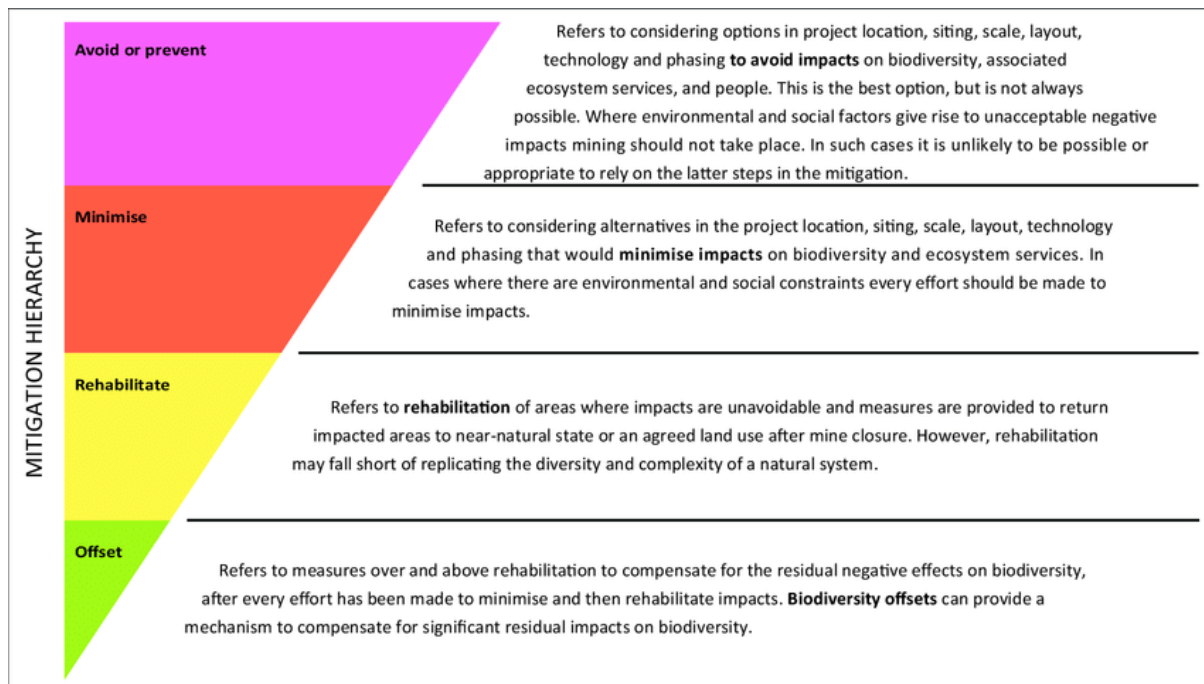 MITIGATION HIERARCHY
Avoid or prevent
Refers to considering options in project location, siting, scale, layout,
technology and phasing to avoid impacts on biodiversity, associated
ecosystem services, and people. This is the best option, but is not always
possible. Where environmental and social factors give rise to unacceptable negative
impacts mining should not take place. In such cases it is unlikely to be possible or
appropriate to rely on the latter steps in the mitigation.
Minimise
Refers to considering alternatives in the project location, siting, scale, layout, technology
and phasing that would minimise impacts on biodiversity and ecosystem services. In
cases where there are environmental and social constraints every effort should be made to
minimise impacts.
Rehabilitate
Refers to rehabilitation of areas where impacts are unavoidable and measures are provided to return
impacted areas to near-natural state or an agreed land use after mine closure. However, rehabilitation
may fall short of replicating the diversity and complexity of a natural system.
Offset
Refers to measures over and above rehabilitation to compensate for the residual negative effects on biodiversity,
after every effort has been made to minimise and then rehabilitate impacts. Biodiversity offsets can provide a
mechanism to compensate for significant residual impacts on biodiversity.